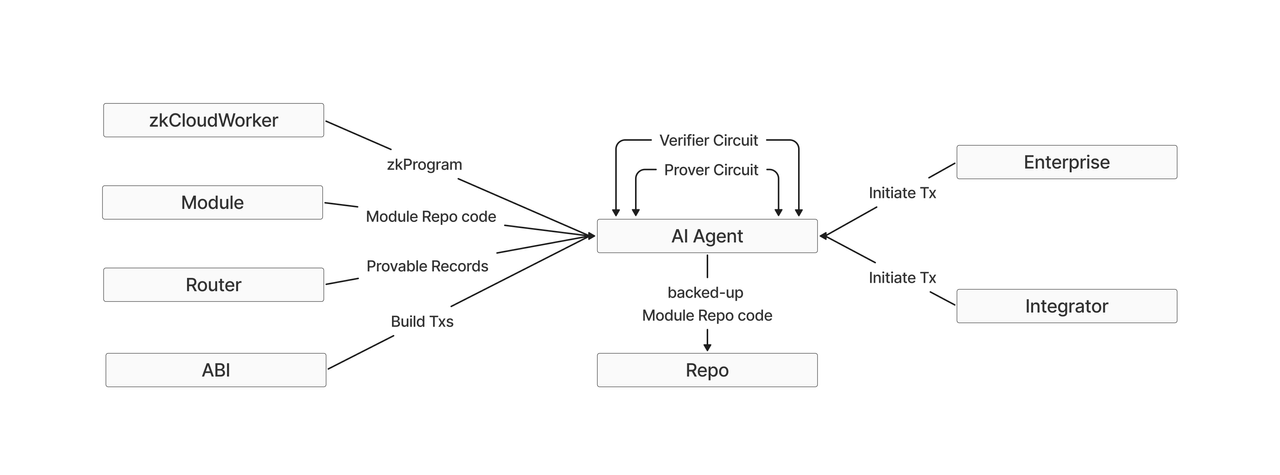 zkCloudWorker
zkProgram
Module
Module Repo code
Router
Provable Records
Build Txs
ABI
Verifier Circuit
Prover Circuit
AI Agent
backed-up
Module Repo code
Repo
Enterprise
Initiate Tx
Initiate Tx
Integrator